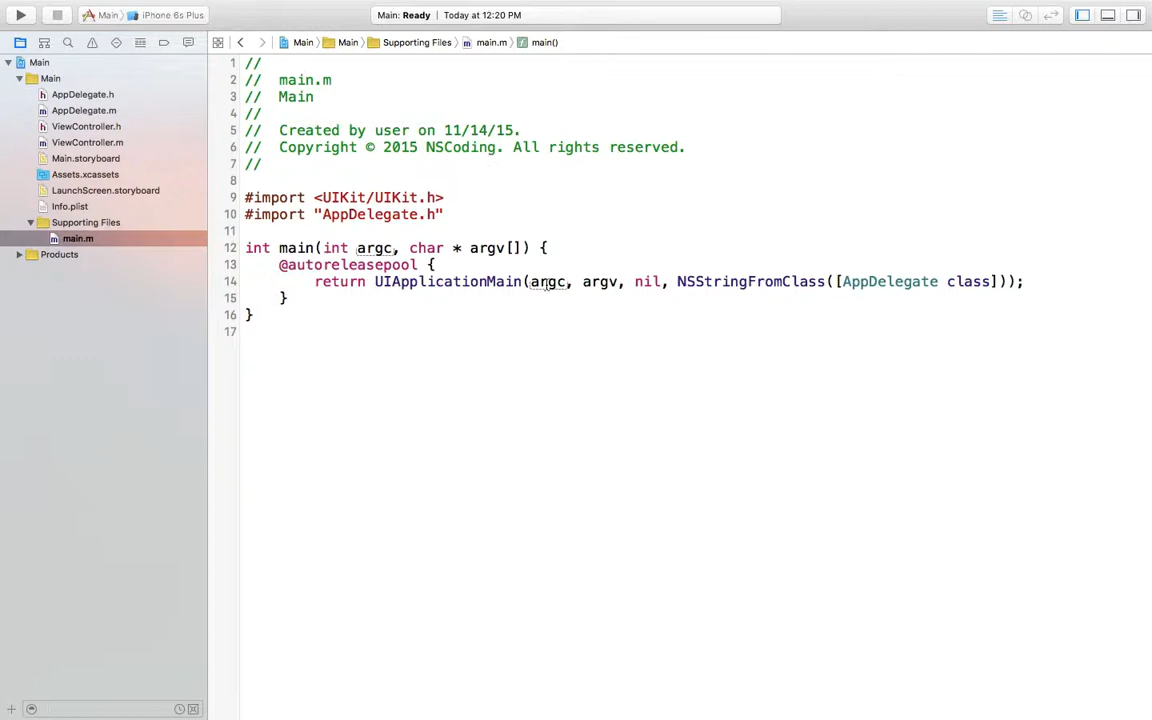 Main iPhone 6s Plus
Main: Ready | Today at 12:20 PM
Main
Main
AppDelegate.h
AppDelegate.m
ViewController.h
ViewController.m
Main.storyboard
Assets.xcassets
LaunchScreen.storyboard
Info.plist
Supporting Files
main.m
Products
Main Main Supporting Files main.m main()
1 //
2 //  main.m
3 //  Main
4 //
5 //  Created by user on 11/14/15.
6 //  Copyright © 2015 NSCoding. All rights reserved.
7 //
8
9 #import <UIKit/UIKit.h>
10 #import "AppDelegate.h"
11
12 int main(int argc, char * argv[]) {
13     @autoreleasepool {
14         return UIApplicationMain(argc, argv, nil, NSStringFromClass([AppDelegate class]));
15     }
16 }
17